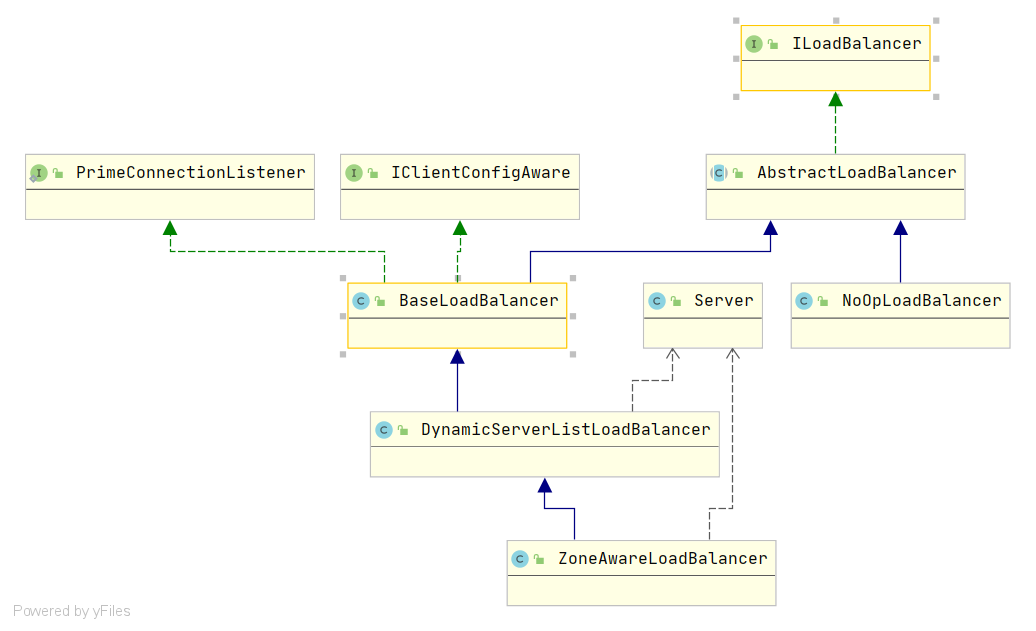 I ILoadBalancer
I PrimeConnectionListener
I IClientConfigAware
C AbstractLoadBalancer
C BaseLoadBalancer
C Server
C NoOpLoadBalancer
C DynamicServerListLoadBalancer
C ZoneAwareLoadBalancer
Powered by yFiles